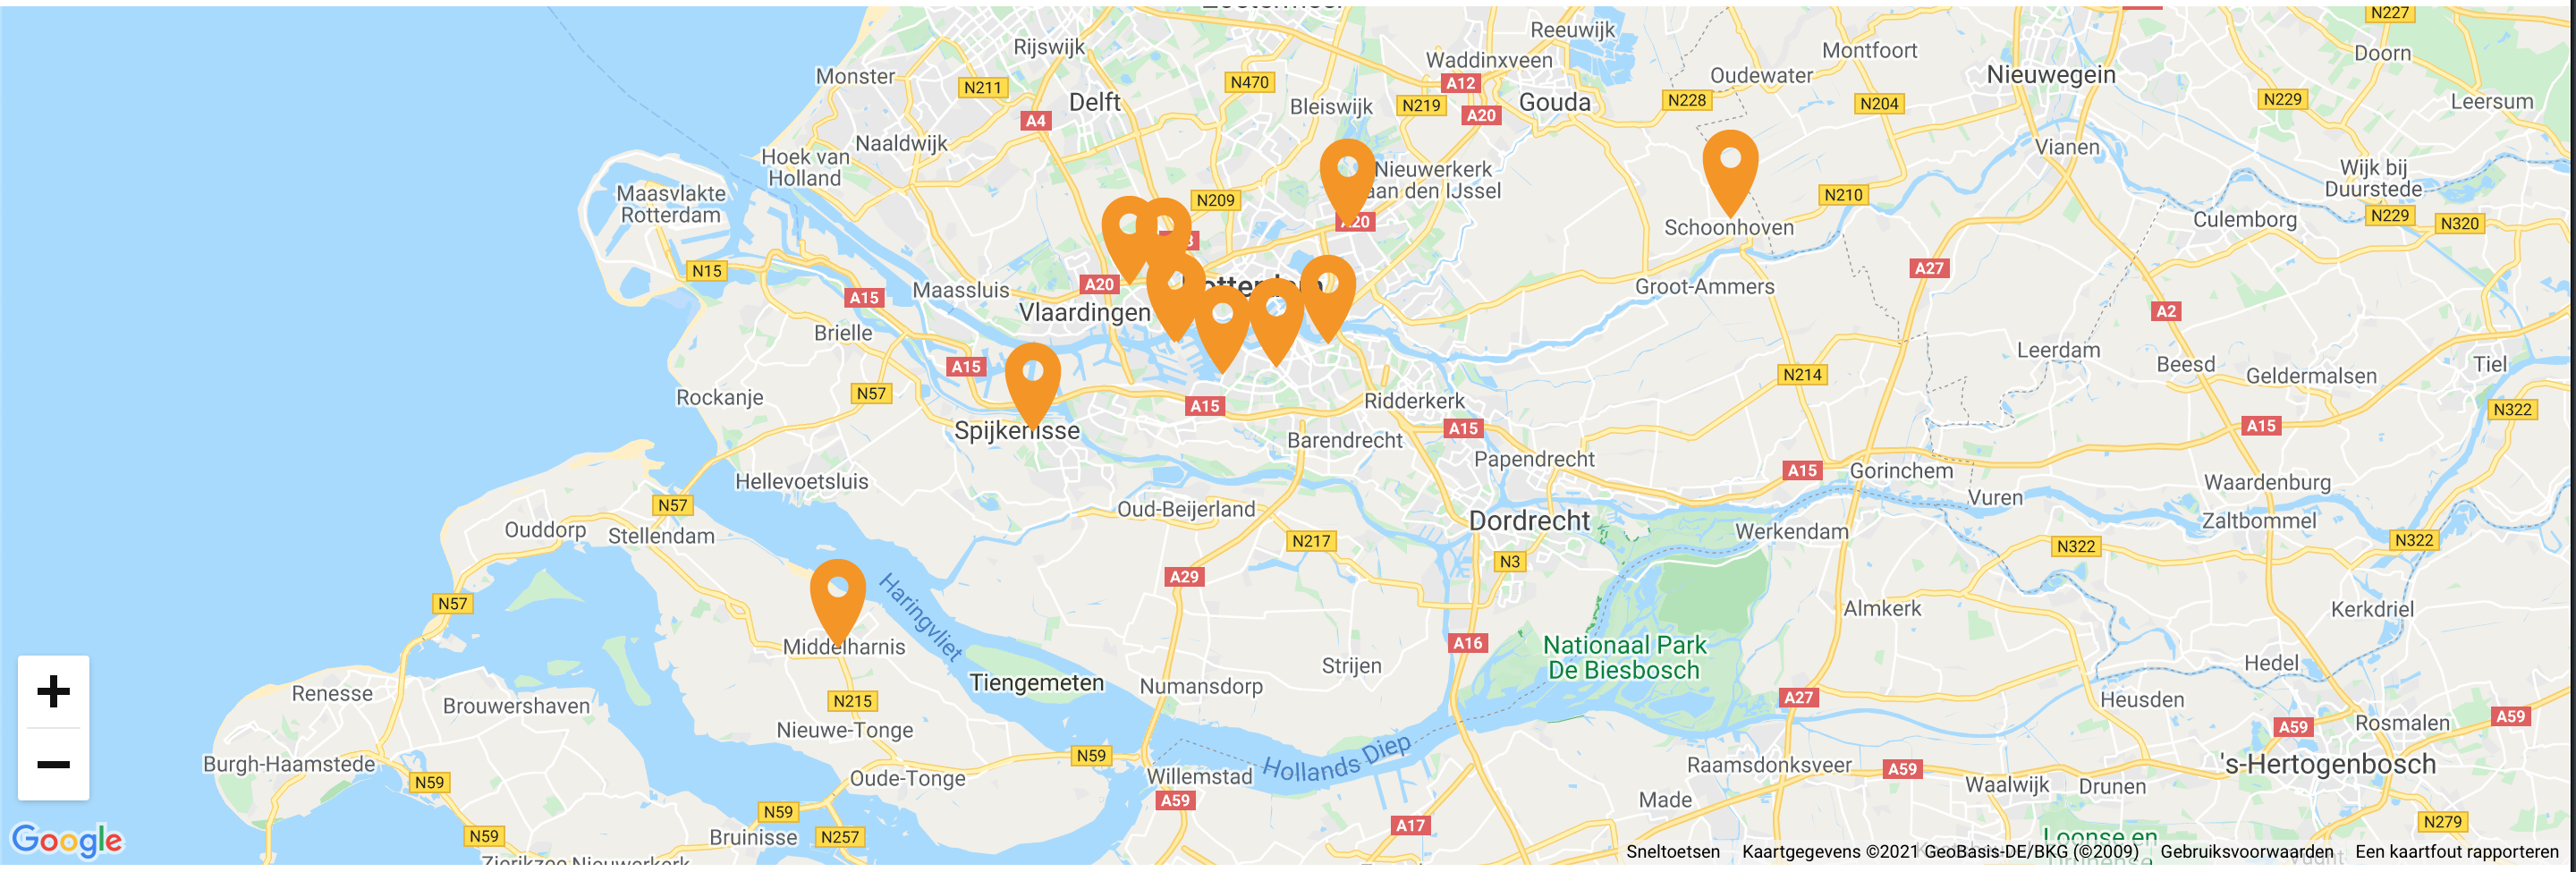 N227
Reeuwijk
Rijswijk
Montfoort
Doorn
Waddinxveen
Monster
Oudewater
Nieuwegein
N211
N470
A12
Delft
Bleiswijk
N219
Gouda
N228
N204
N229
Leersum
A4
A20
Naaldwijk
Vianen
Hoek van
Holland
Nieuwerkerk
aan den IJssel
Wijk bij
Duurstede
Maasvlakte
Rotterdam
N209
N210
Culemborg
N229
N320
A20
Schoonhoven
N15
A27
Maassluis
A20
Groot-Ammers
A15
Vlaardingen
A2
Brielle
Leerdam
A15
Beesd
Geldermalsen
Tiel
N214
Rockanje
N57
A15
Ridderkerk
N322
Spijkenisse
Barendrecht
A15
A15
Papendrecht
A15
Gorinchem
Hellevoetsluis
Waardenburg
Vuren
N57
Oud-Beijerland
Ouddorp
Stellendam
Dordrecht
Werkendam
Zaltbommel
N217
N322
N322
N3
A29
Haringvliet
N57
Almkerk
Kerkdriel
Middelharnis
A16
Nationaal Park
De Biesbosch
Strijen
Hedel
Renesse
Tiengemeten
Numansdorp
Brouwershaven
N215
A27
Heusden
Nieuwe-Tonge
A59
Rosmalen
A59
Burgh-Haamstede
N59
Hollands Diep
Oude-Tonge
Willemstad
Raamsdonksveer
A59
's-Hertogenbosch
N59
A59
Made
Waalwijk
Drunen
N59
A17
N59
Bruinisse
N257
N279
Google
Loonse en
Zierikzee
Nieuwerkerk
Sneltoetsen
Kaartgegevens ©2021 GeoBasis-DE/BKG (©2009)
Gebruiksvoorwaarden
Een kaartfout rapporteren